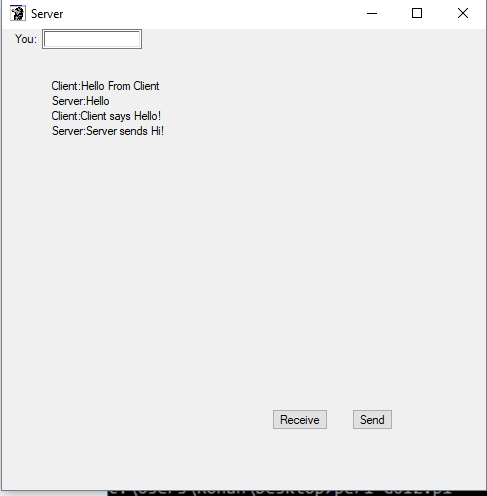 Server
You:
Client:Hello From Client
Server:Hello
Client:Client says Hello!
Server:Server sends Hi!
Receive Send